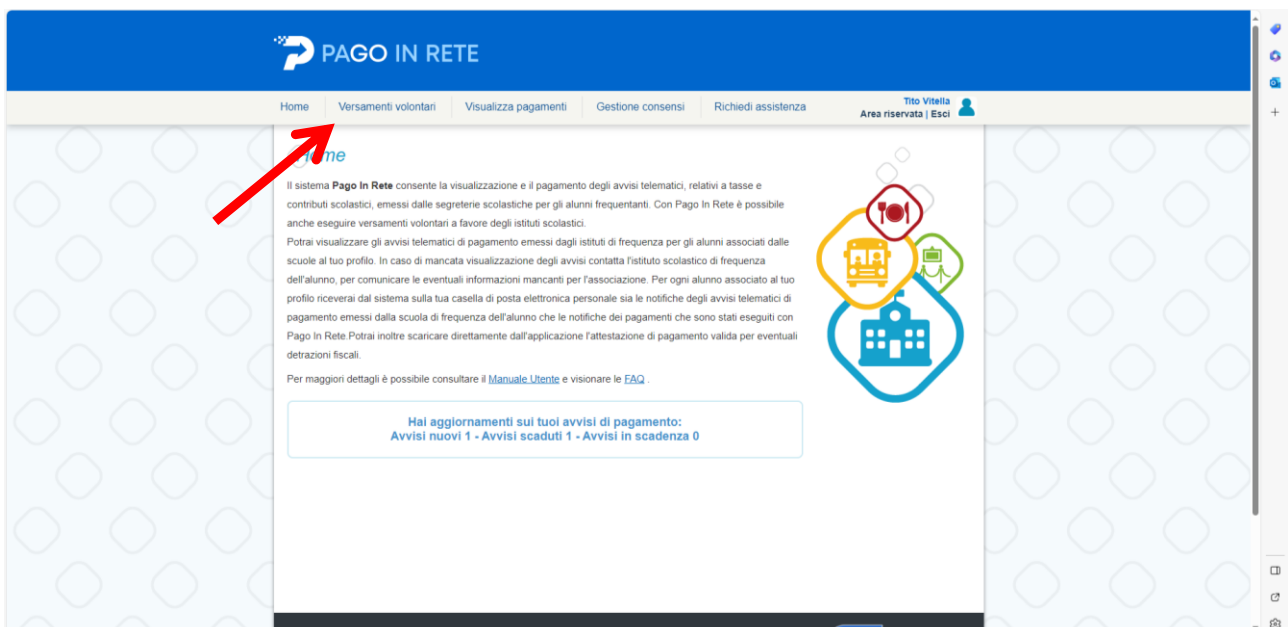 PAGO IN RETE
Home Versamenti volontari Visualizza pagamenti Gestione consensi Richiedi assistenza
Tito Vitella
Area riservata | Esci
Home
Il sistema Pago In Rete consente la visualizzazione e il pagamento degli avvisi telematici, relativi a tasse e
contributi scolastici, emessi dalle segreterie scolastiche per gli alunni frequentanti. Con Pago In Rete è possibile
anche eseguire versamenti volontari a favore degli istituti scolastici.
Potrai visualizzare gli avvisi telematici di pagamento emessi dagli istituti di frequenza per gli alunni associati dalle
scuole al tuo profilo. In caso di mancata visualizzazione degli avvisi contatta l'istituto scolastico di frequenza
dell'alunno, per comunicare le eventuali informazioni mancanti per l'associazione. Per ogni alunno associato al tuo
profilo riceverai dal sistema sulla tua casella di posta elettronica personale sia le notifiche degli avvisi telematici di
pagamento emessi dalla scuola di frequenza dell'alunno che le notifiche dei pagamenti che sono stati eseguiti con
Pago In Rete.Potrai inoltre scaricare direttamente dall'applicazione l'attestazione di pagamento valida per eventuali
detrazioni fiscali.
Per maggiori dettagli è possibile consultare il Manuale Utente e visionare le FAQ .
Hai aggiornamenti sui tuoi avvisi di pagamento:
Avvisi nuovi 1 - Avvisi scaduti 1 - Avvisi in scadenza 0